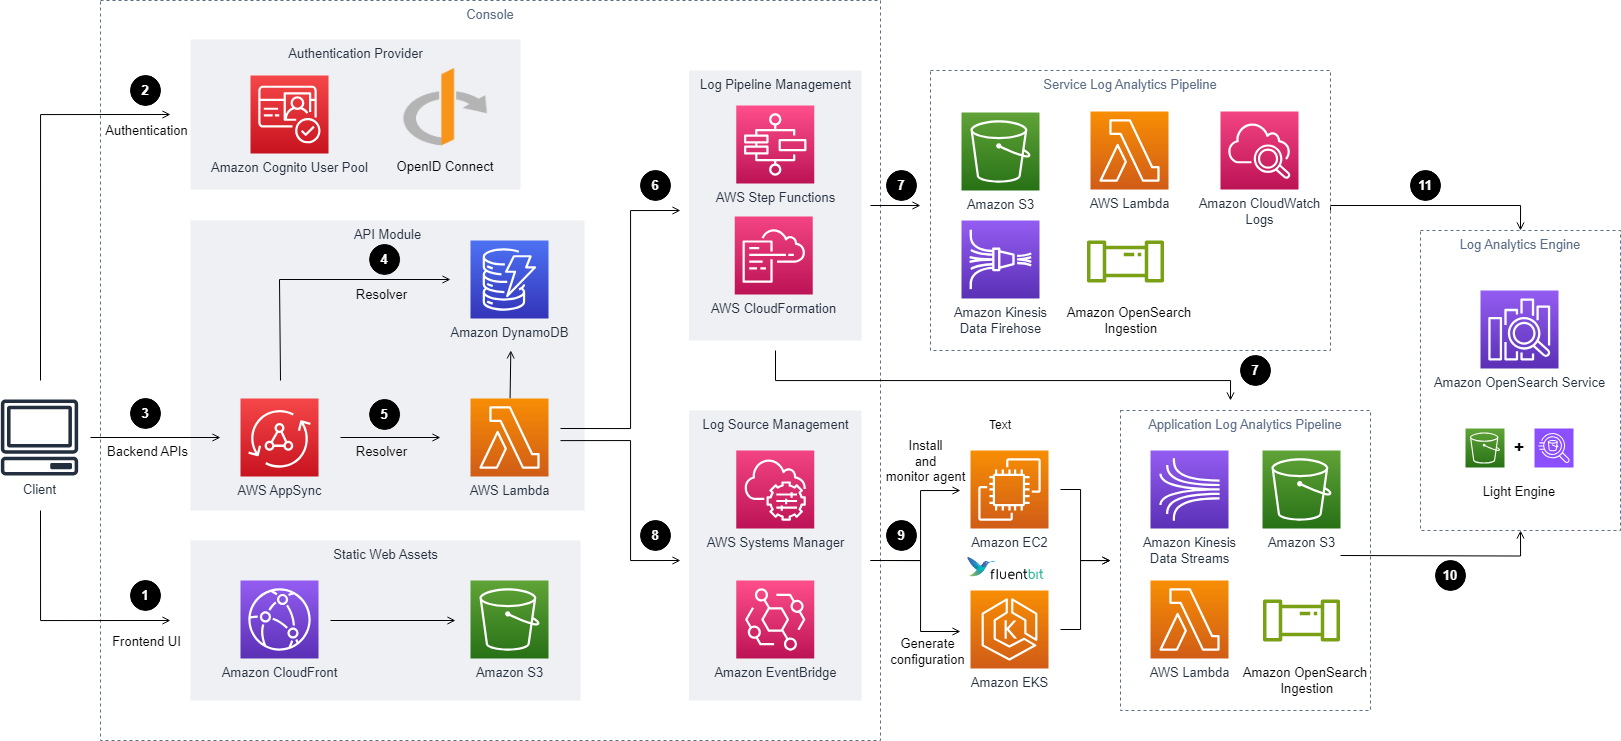 Console
Authentication Provider
2
Authentication
Amazon Cognito User Pool
OpenID Connect
API Module
4
Resolver
Amazon DynamoDB
Client
3
Backend APIs
AWS AppSync
5
Resolver
AWS Lambda
Static Web Assets
1
Frontend UI
Amazon CloudFront
Amazon S3
6
Log Pipeline Management
AWS Step Functions
AWS CloudFormation
8
Log Source Management
AWS Systems Manager
Amazon EventBridge
7
Service Log Analytics Pipeline
Amazon S3
AWS Lambda
Amazon CloudWatch
Logs
Amazon Kinesis
Data Firehose
Amazon OpenSearch
Ingestion
7
9
Text
Install
and
monitor agent
Amazon EC2
fluentbit
Generate
configuration
Amazon EKS
Application Log Analytics Pipeline
Amazon Kinesis
Data Streams
Amazon S3
AWS Lambda
Amazon OpenSearch
Ingestion
11
10
Log Analytics Engine
Amazon OpenSearch Service
+
Light Engine